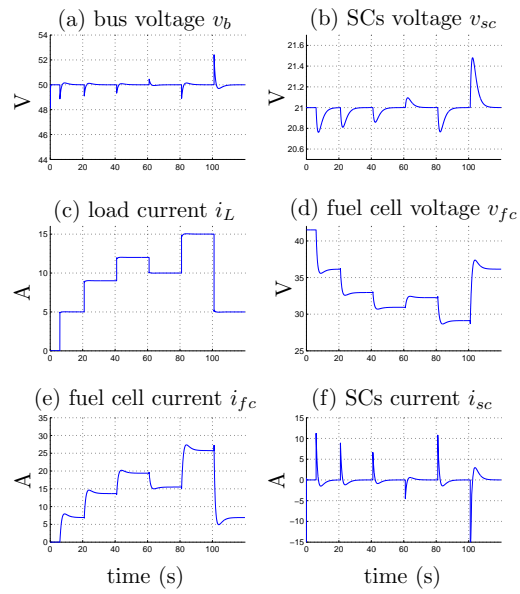 (a) bus voltage v_b
(b) SCs voltage v_sc
V
54
52
50
48
46
44
0 20 40 60 80 100
V
21.6
21.4
21.2
21
20.8
20.6
0 20 40 60 80 100
(c) load current i_L
(d) fuel cell voltage v_fc
A
15
10
5
0
0 20 40 60 80 100
V
40
35
30
25
0 20 40 60 80 100
(e) fuel cell current i_fc
(f) SCs current i_sc
A
35
30
25
20
15
10
5
0
0 20 40 60 80 100
A
15
10
5
0
−5
−10
−15
0 20 40 60 80 100
time (s)
time (s)